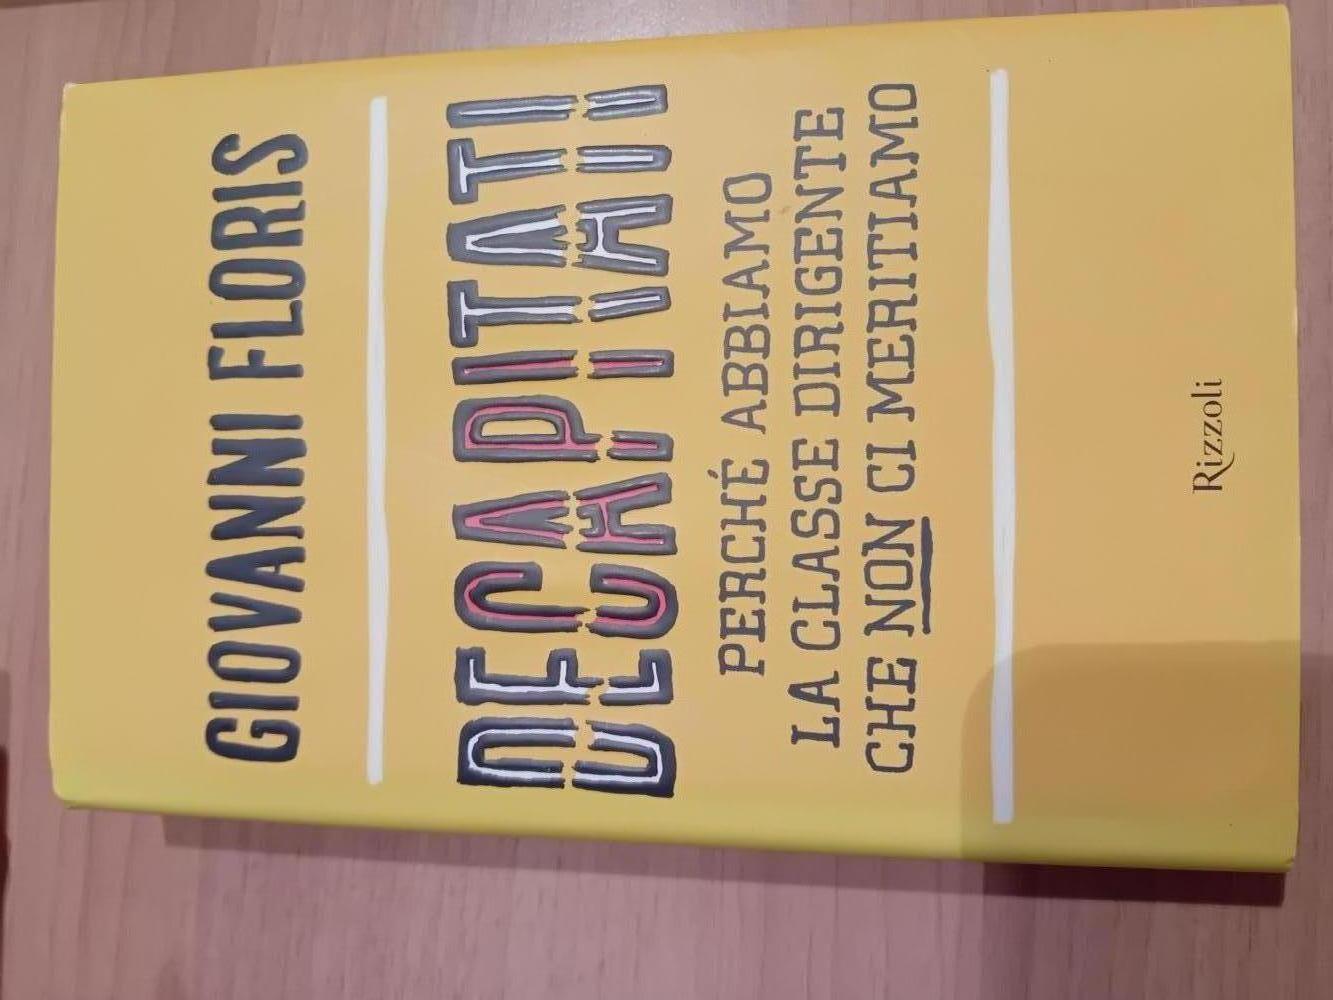 GIOVANNI FLORIS
DECAPITATI
PERCHÉ ABBIAMO
LA CLASSE DIRIGENTE
CHE NON CI MERITIAMO
Rizzoli